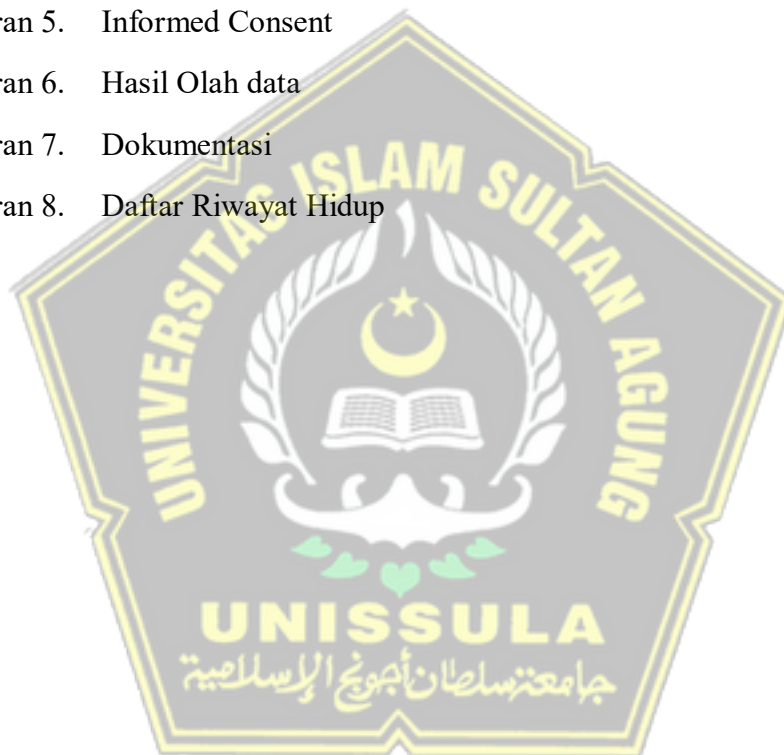 ran 5. Informed Consent
ran 6. Hasil Olah data
ran 7. Dokumentasi
ran 8. Daftar Riwayat Hidup
UNIVERSITAS ISLAM SULTAN AGUNG
UNISSULA
جامعة سلطان أجونج الإسلامية